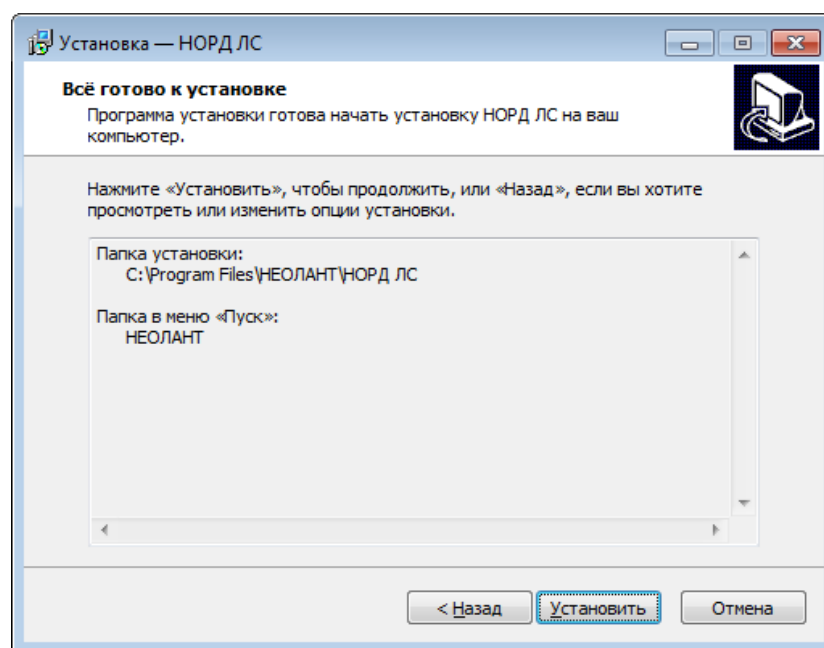 Установка — НОРД ЛС
Всё готово к установке
Программа установки готова начать установку НОРД ЛС на ваш
компьютер.
Нажмите «Установить», чтобы продолжить, или «Назад», если вы хотите
просмотреть или изменить опции установки.
Папка установки:
C:\Program Files\НЕОЛАНТ\НОРД ЛС
Папка в меню «Пуск»:
НЕОЛАНТ
< Назад
Установить
Отмена